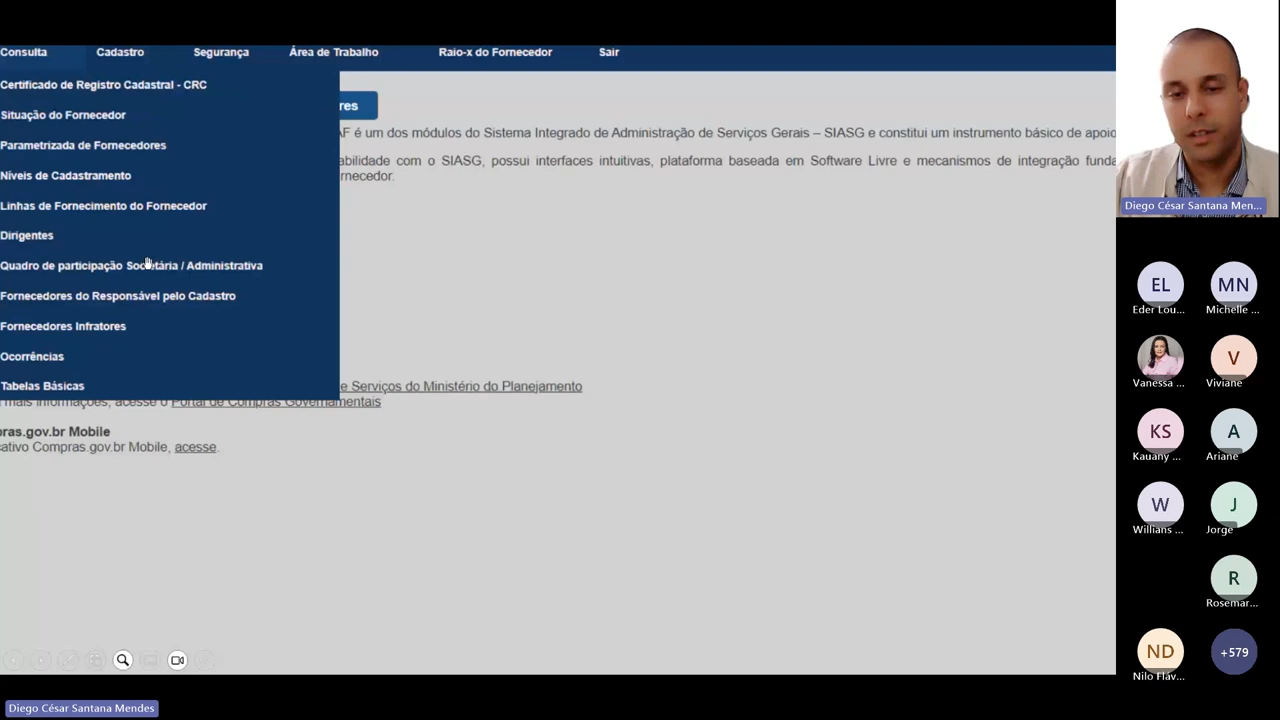 Consulta Cadastro Segurança Área de Trabalho Raio-x do Fornecedor Sair
Certificado de Registro Cadastral - CRC
Situação do Fornecedor
Parametrizada de Fornecedores
Níveis de Cadastramento
Linhas de Fornecimento do Fornecedor
Dirigentes
Quadro de participação Societária / Administrativa
Fornecedores do Responsável pelo Cadastro
Fornecedores Infratores
Ocorrências
Tabelas Básicas
res
AF é um dos módulos do Sistema Integrado de Administração de Serviços Gerais – SIASG e constitui um instrumento básico de apoio
abilidade com o SIASG, possui interfaces intuitivas, plataforma baseada em Software Livre e mecanismos de integração funda
rnecedor.
e Serviços do Ministério do Planejamento
mais informações, acesse o Portal de Compras Governamentais
ras.gov.br Mobile
cativo Compras.gov.br Mobile, acesse.
Diego César Santana Men...
EL
Eder Lou...
MN
Michelle ...
Vanessa ...
V
Viviane
KS
Kauany ...
A
Ariane
W
Willians ...
J
Jorge
R
Rosemar...
ND
Nilo Fláv...
+579
Diego César Santana Mendes